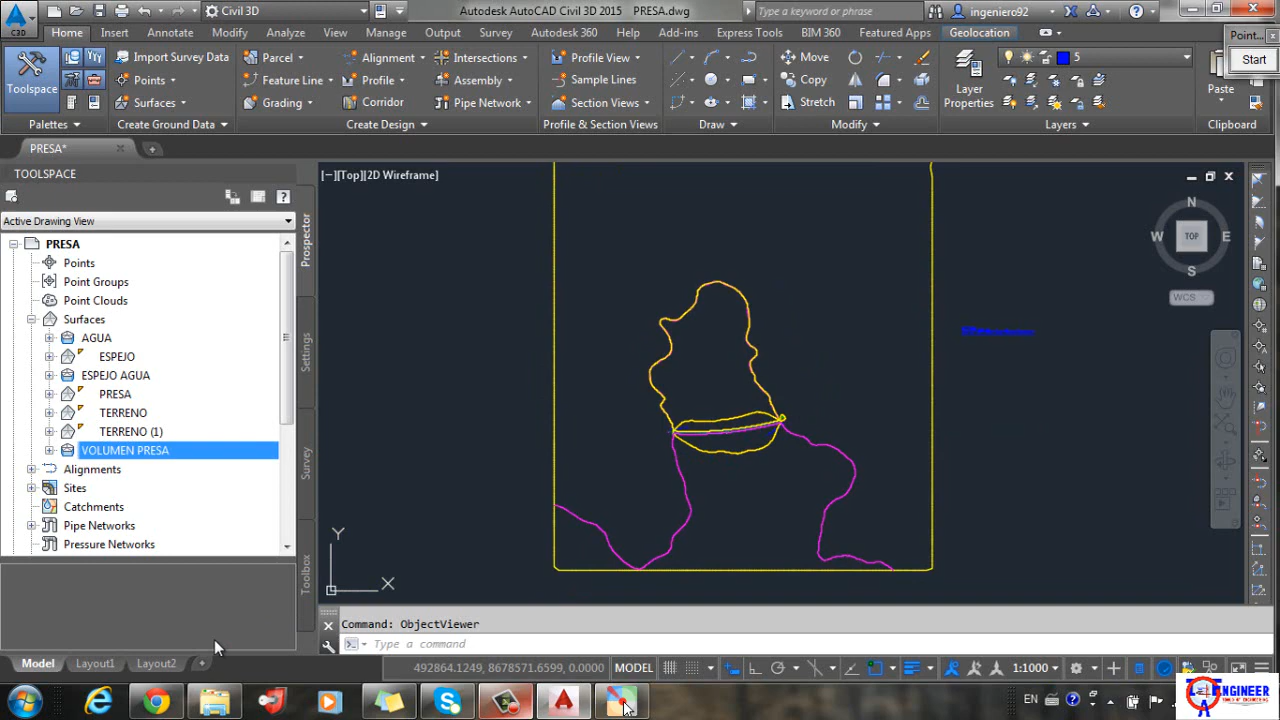 C3D
Civil 3D
Autodesk AutoCAD Civil 3D 2015 PRESA.dwg
Type a keyword or phrase
ingeniero92
Home Insert Annotate Modify Analyze View Manage Output Survey Autodesk 360 Help Add-ins Express Tools BIM 360 Featured Apps Geolocation
Point...
Start
Toolspace
Import Survey Data
Points
Surfaces
Parcel
Feature Line
Grading
Alignment
Profile
Corridor
Intersections
Assembly
Pipe Network
Profile View
Sample Lines
Section Views
Move
Copy
Stretch
Layer
Properties
5
Paste
Palettes Create Ground Data Create Design Profile & Section Views Draw Modify Layers Clipboard
PRESA*
TOOLSPACE
Active Drawing View
PRESA
Points
Point Groups
Point Clouds
Surfaces
AGUA
ESPEJO
ESPEJO AGUA
PRESA
TERRENO
TERRENO (1)
VOLUMEN PRESA
Alignments
Sites
Catchments
Pipe Networks
Pressure Networks
Prospector
Settings
Survey
Toolbox
[−][Top][2D Wireframe]
N
W TOP E
S
WCS
Y
X
Command: ObjectViewer
Type a command
Model Layout1 Layout2
492864.1249, 8678571.6599, 0.0000 MODEL
1:1000
EN
ENGINEER